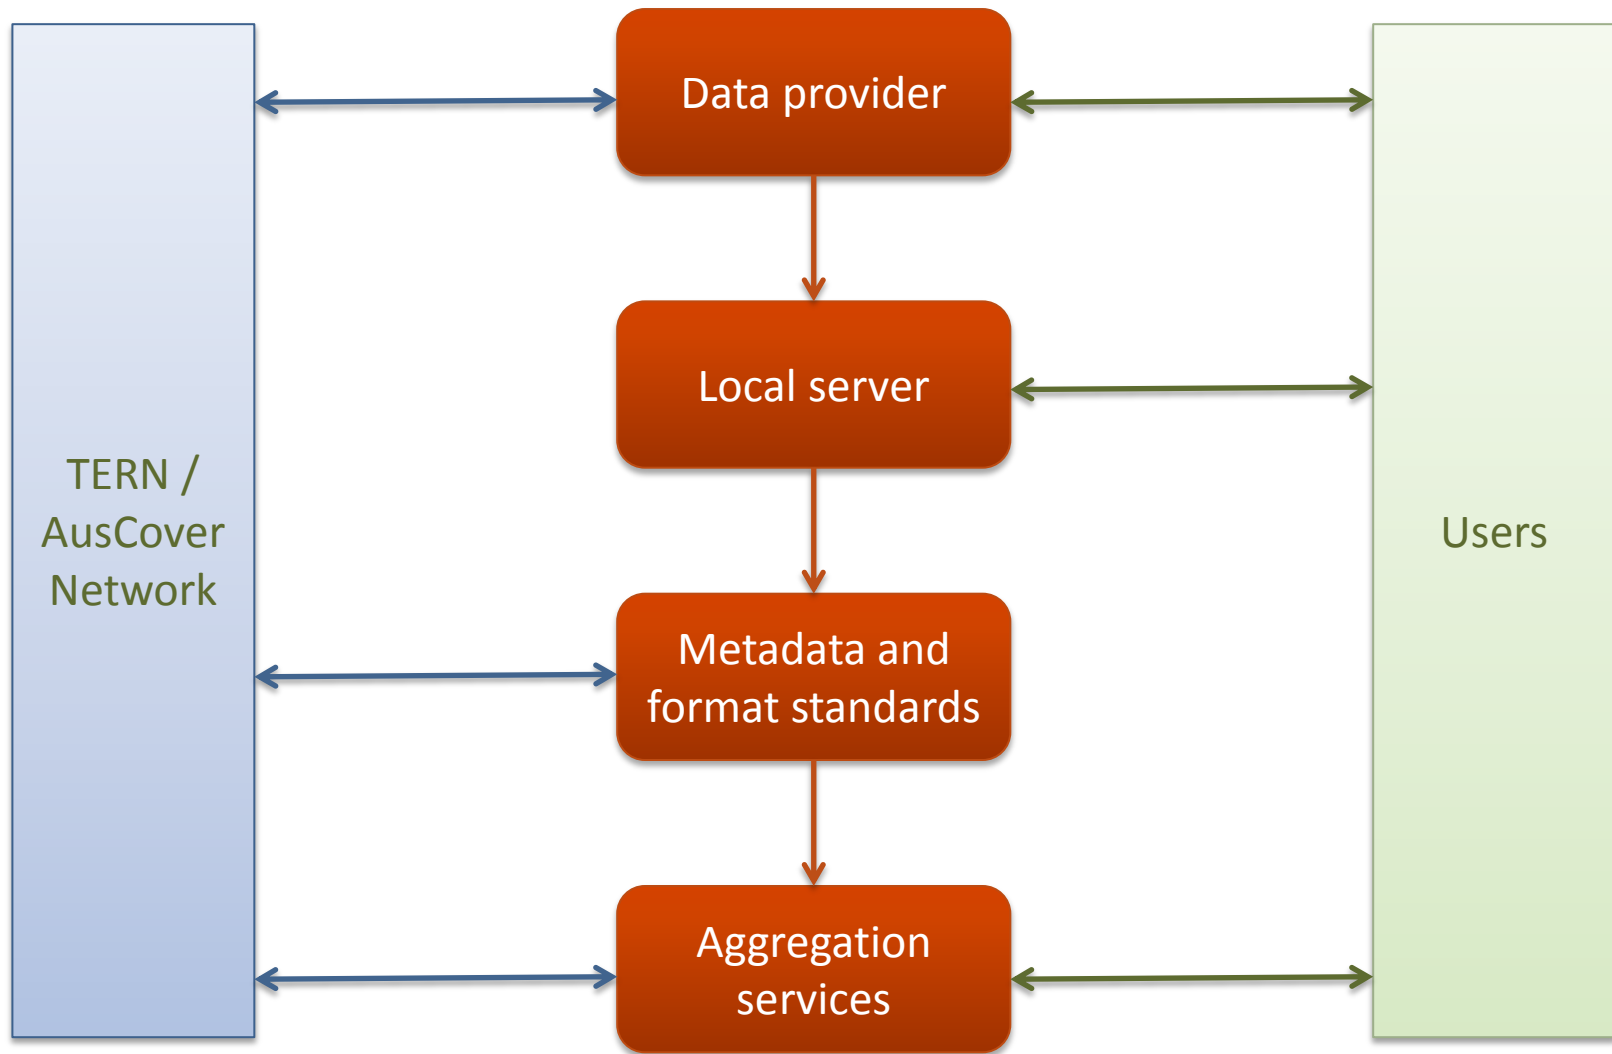 Data provider
Local server
TERN /
AusCover
Network
Users
Metadata and
format standards
Aggregation
services